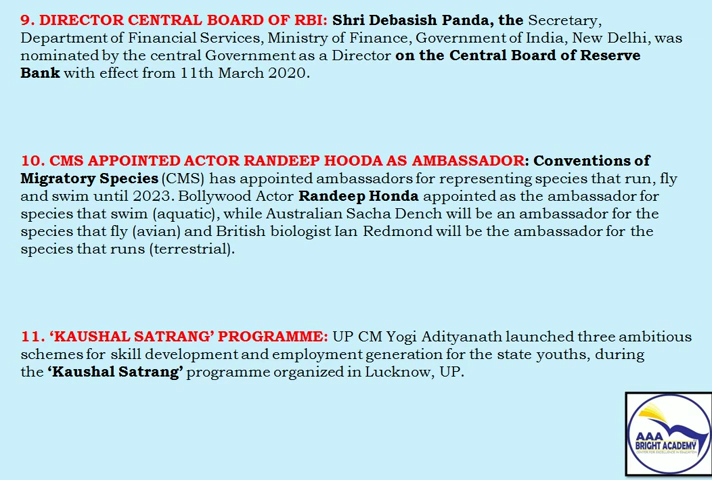 9. DIRECTOR CENTRAL BOARD OF RBI: Shri Debasish Panda, the Secretary,
Department of Financial Services, Ministry of Finance, Government of India, New Delhi, was
nominated by the central Government as a Director on the Central Board of Reserve
Bank with effect from 11th March 2020.
10. CMS APPOINTED ACTOR RANDEEP HOODA AS AMBASSADOR: Conventions of
Migratory Species (CMS) has appointed ambassadors for representing species that run, fly
and swim until 2023. Bollywood Actor Randeep Honda appointed as the ambassador for
species that swim (aquatic), while Australian Sacha Dench will be an ambassador for the
species that fly (avian) and British biologist Ian Redmond will be the ambassador for the
species that runs (terrestrial).
11. ‘KAUSHAL SATRANG’ PROGRAMME: UP CM Yogi Adityanath launched three ambitious
schemes for skill development and employment generation for the state youths, during
the ‘Kaushal Satrang’ programme organized in Lucknow, UP.
AAA
BRIGHT ACADEMY